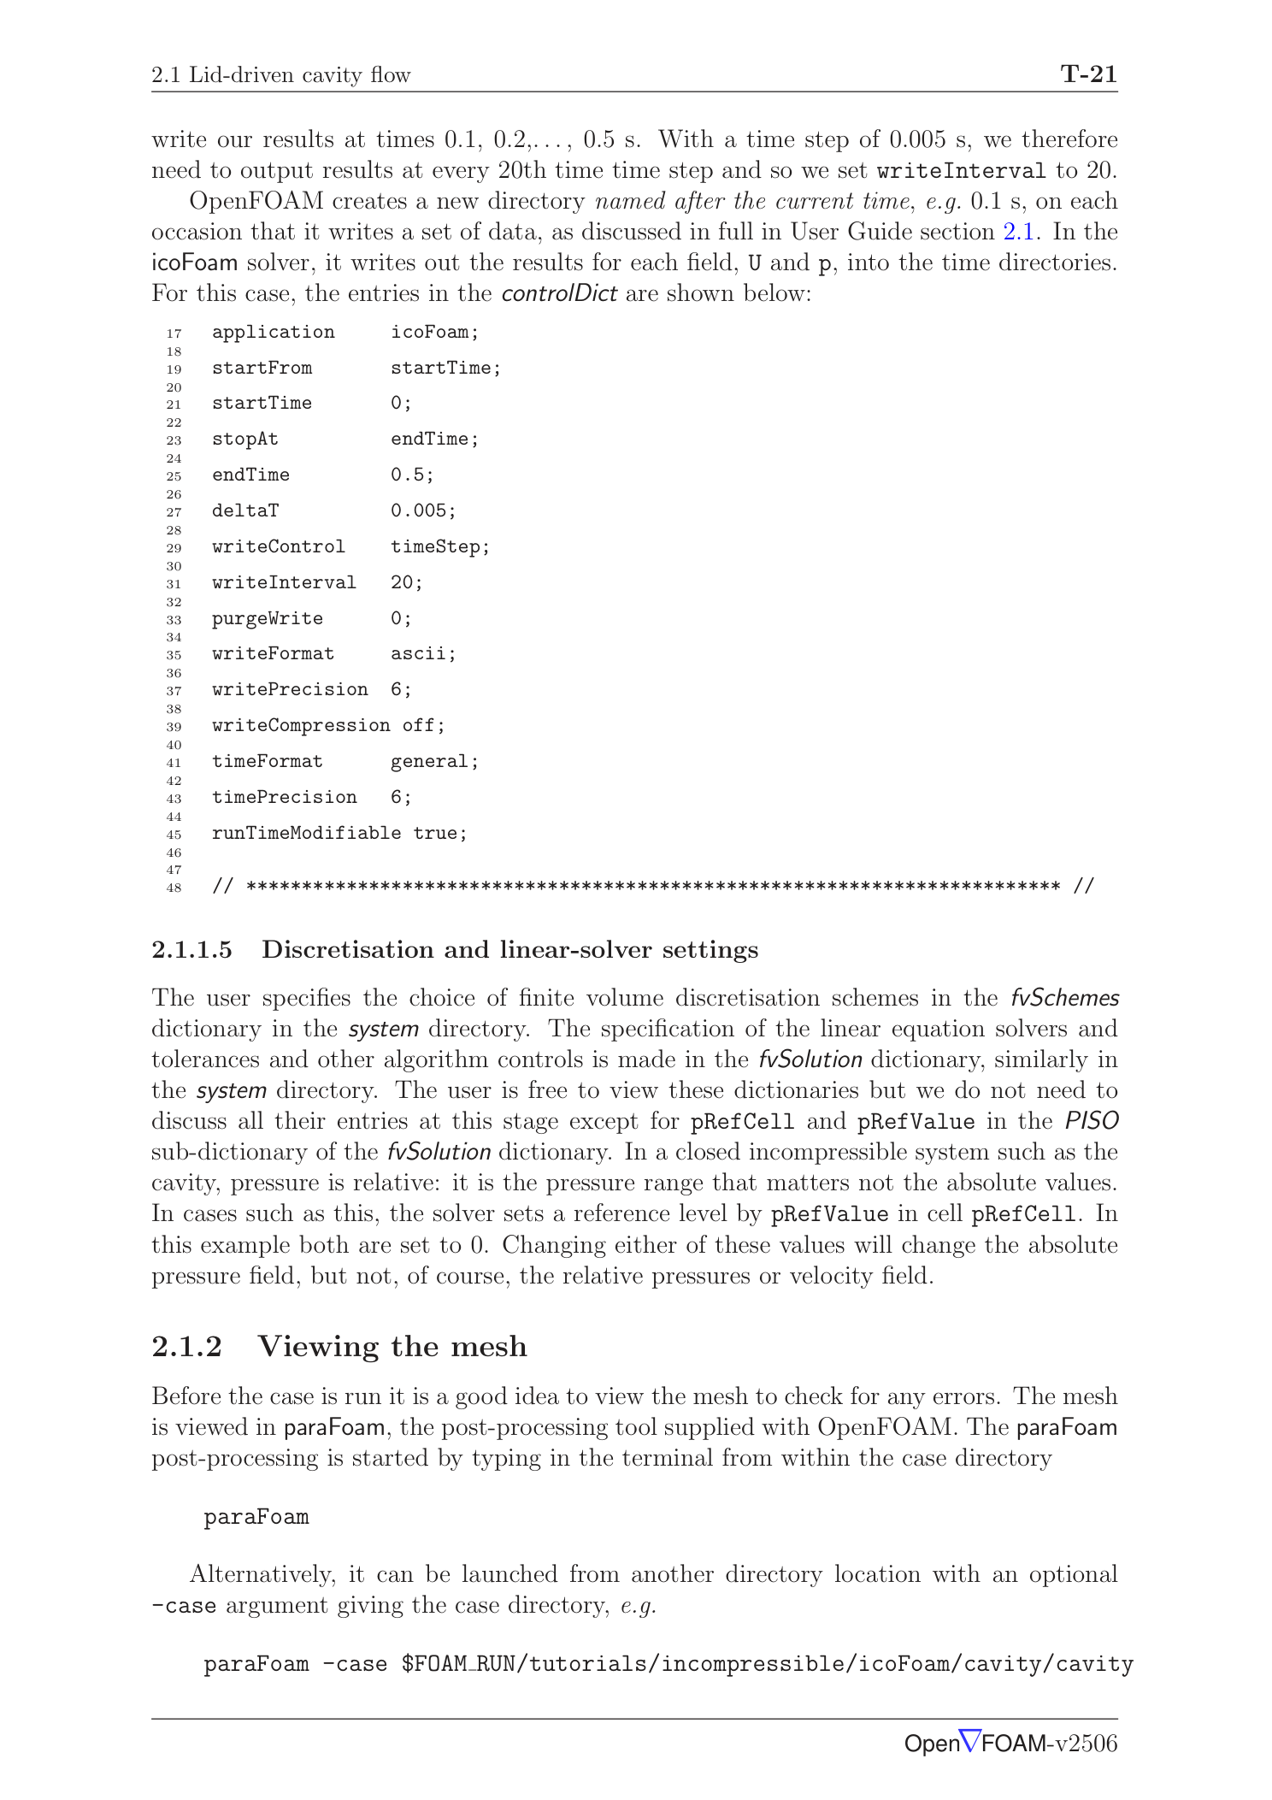 2.1 Lid-driven cavity flow T-21
write our results at times 0.1, 0.2,. . . , 0.5 s. With a time step of 0.005 s, we therefore
need to output results at every 20th time time step and so we set writeInterval to 20.
OpenFOAM creates a new directory named after the current time, e.g. 0.1 s, on each
occasion that it writes a set of data, as discussed in full in User Guide section 2.1. In the
icoFoam solver, it writes out the results for each field, U and p, into the time directories.
For this case, the entries in the controlDict are shown below:
17 application     icoFoam;
18
19 startFrom       startTime;
20
21 startTime       0;
22
23 stopAt          endTime;
24
25 endTime         0.5;
26
27 deltaT          0.005;
28
29 writeControl    timeStep;
30
31 writeInterval   20;
32
33 purgeWrite      0;
34
35 writeFormat     ascii;
36
37 writePrecision  6;
38
39 writeCompression off;
40
41 timeFormat      general;
42
43 timePrecision   6;
44
45 runTimeModifiable true;
46
47
48 // ************************************************************************* //
2.1.1.5 Discretisation and linear-solver settings
The user specifies the choice of finite volume discretisation schemes in the fvSchemes
dictionary in the system directory. The specification of the linear equation solvers and
tolerances and other algorithm controls is made in the fvSolution dictionary, similarly in
the system directory. The user is free to view these dictionaries but we do not need to
discuss all their entries at this stage except for pRefCell and pRefValue in the PISO
sub-dictionary of the fvSolution dictionary. In a closed incompressible system such as the
cavity, pressure is relative: it is the pressure range that matters not the absolute values.
In cases such as this, the solver sets a reference level by pRefValue in cell pRefCell. In
this example both are set to 0. Changing either of these values will change the absolute
pressure field, but not, of course, the relative pressures or velocity field.
2.1.2 Viewing the mesh
Before the case is run it is a good idea to view the mesh to check for any errors. The mesh
is viewed in paraFoam, the post-processing tool supplied with OpenFOAM. The paraFoam
post-processing is started by typing in the terminal from within the case directory
paraFoam
Alternatively, it can be launched from another directory location with an optional
-case argument giving the case directory, e.g.
paraFoam -case $FOAM_RUN/tutorials/incompressible/icoFoam/cavity/cavity
Open∇FOAM-v2506